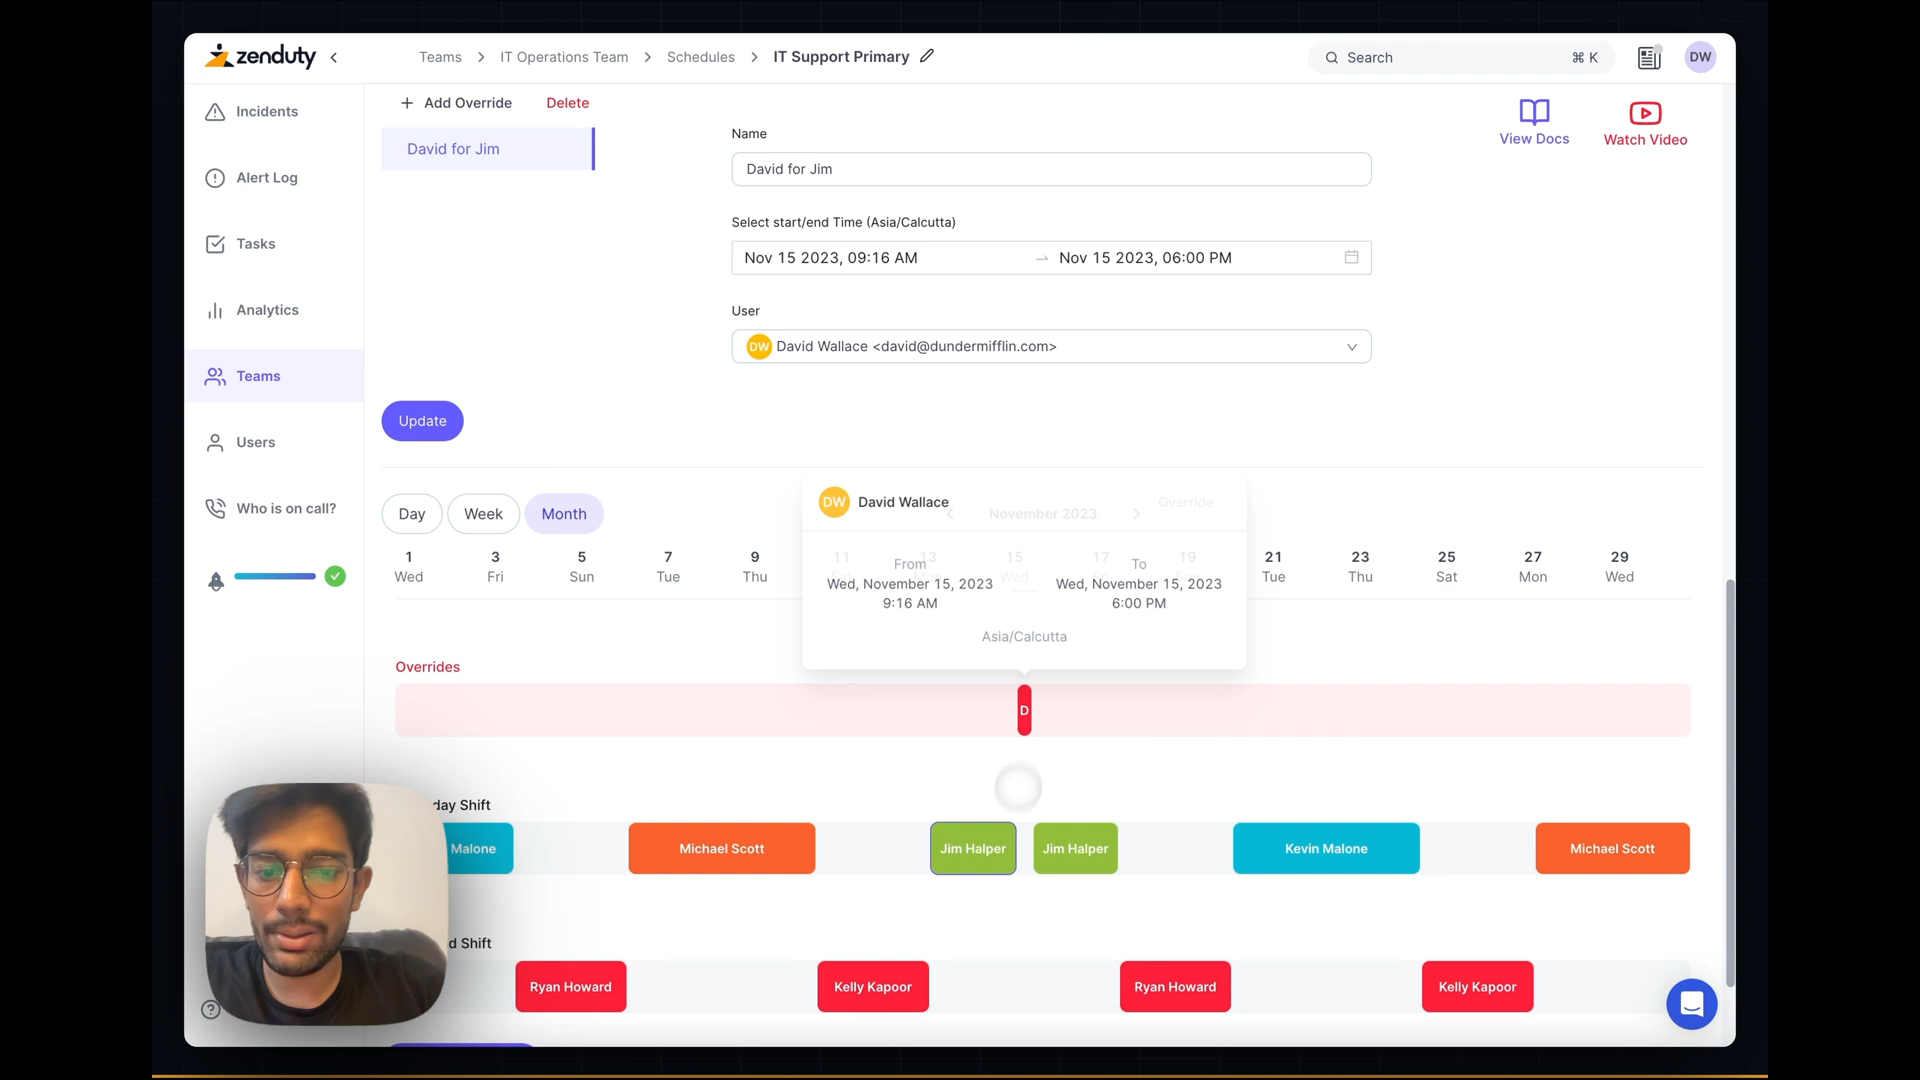 zenduty
Teams > IT Operations Team > Schedules > IT Support Primary
Search ⌘ K
DW
Incidents
Alert Log
Tasks
Analytics
Teams
Users
Who is on call?
+ Add Override Delete
David for Jim
View Docs
Watch Video
Name
David for Jim
Select start/end Time (Asia/Calcutta)
Nov 15 2023, 09:16 AM → Nov 15 2023, 06:00 PM
User
DW David Wallace <david@dundermifflin.com>
Update
Day Week Month
November 2023
DW David Wallace Override
1 3 5 7 9 11 13 15 17 19 21 23 25 27 29
Wed Fri Sun Tue Thu Wed Tue Thu Sat Mon Wed
From To
Wed, November 15, 2023 Wed, November 15, 2023
9:16 AM 6:00 PM
Asia/Calcutta
Overrides
D
day Shift
Malone Michael Scott Jim Halper Jim Halper Kevin Malone Michael Scott
d Shift
Ryan Howard Kelly Kapoor Ryan Howard Kelly Kapoor